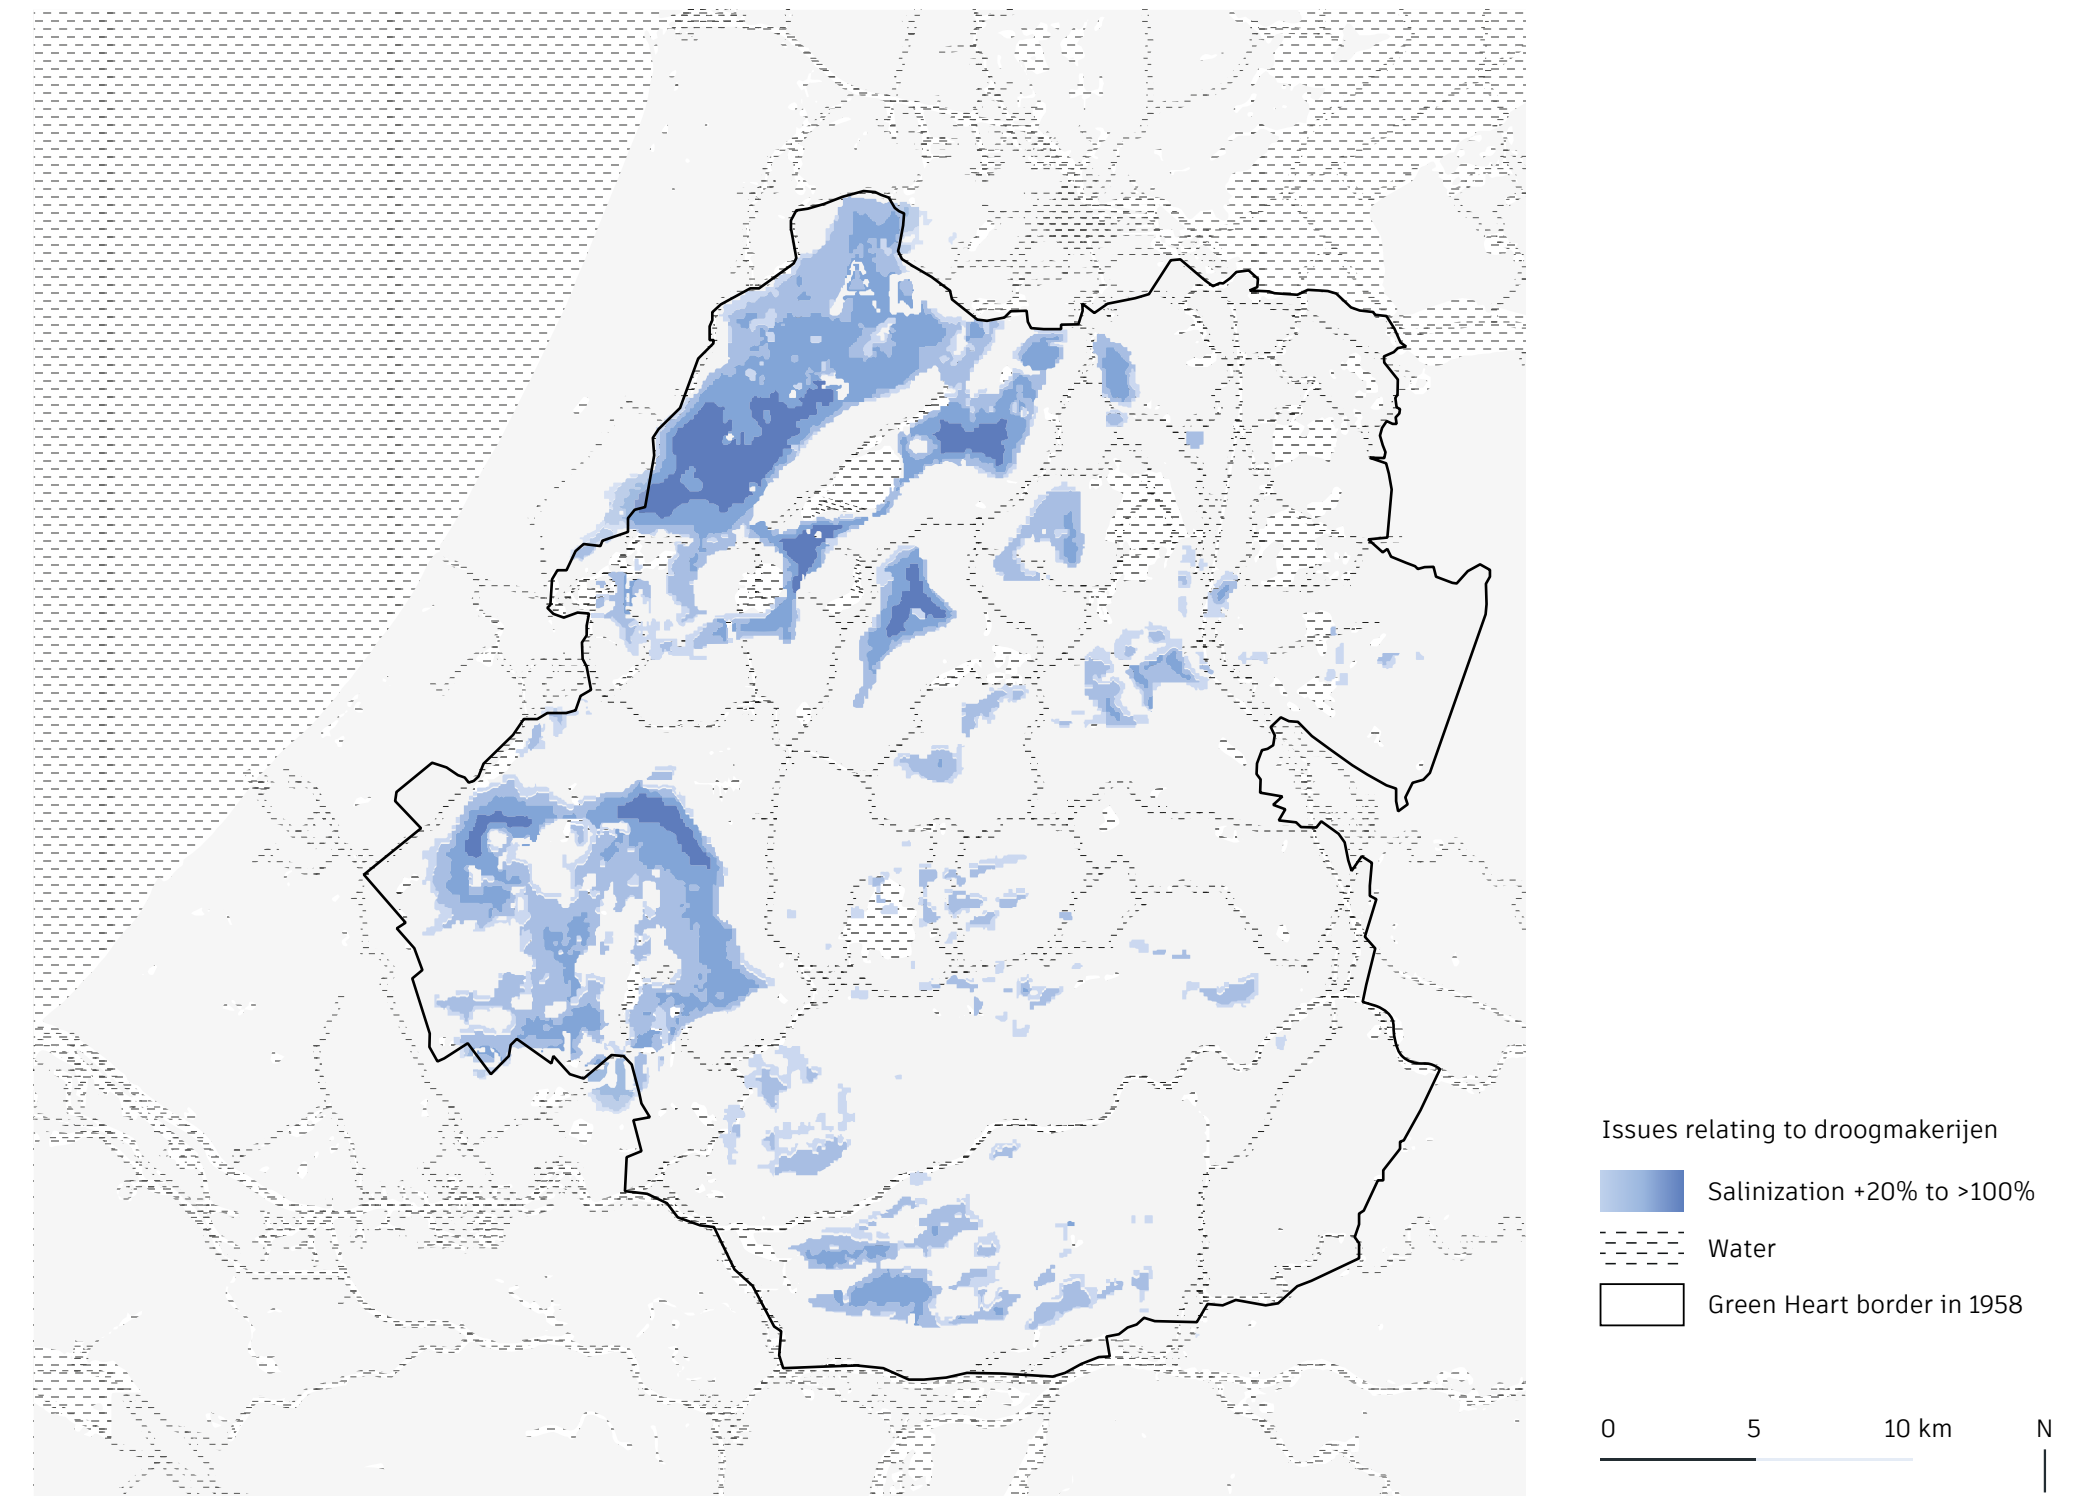 Issues relating to droogmakerijen
Salinization +20% to >100%
Water
Green Heart border in 1958
0 5 10 km N